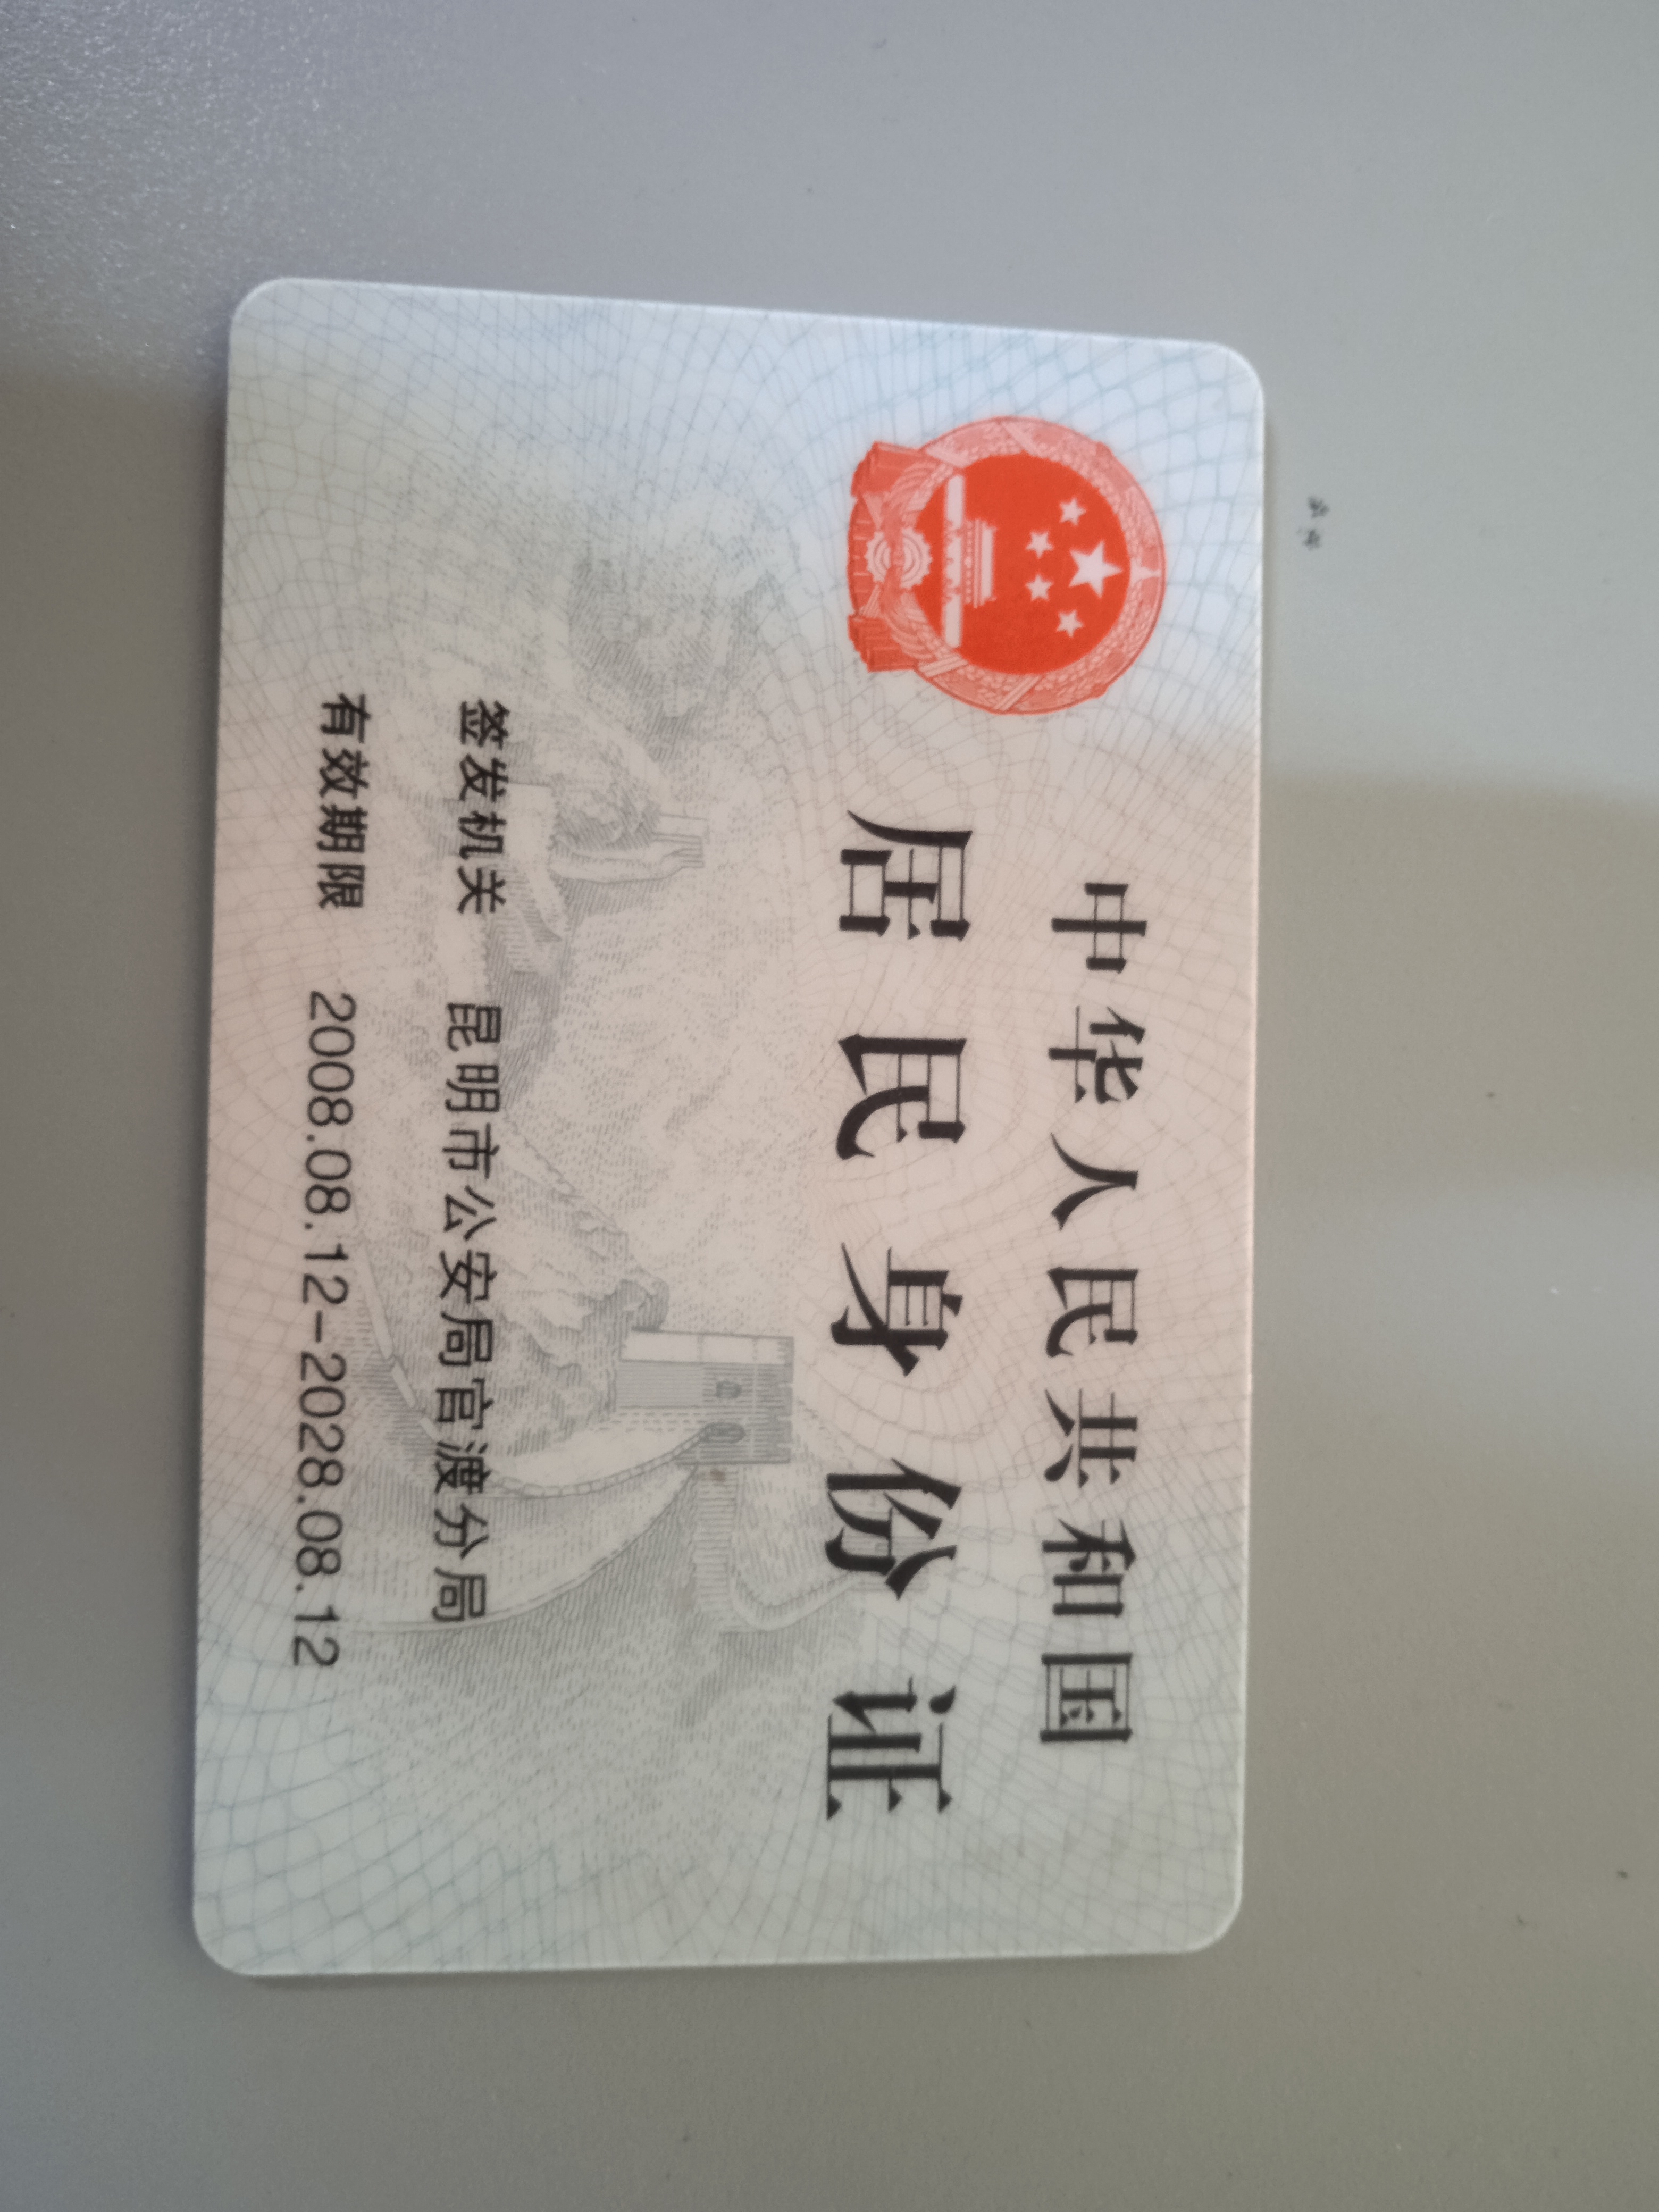 中华人民共和国
居民身份证
签发机关 昆明市公安局官渡分局
有效期限 2008.08.12-2028.08.12